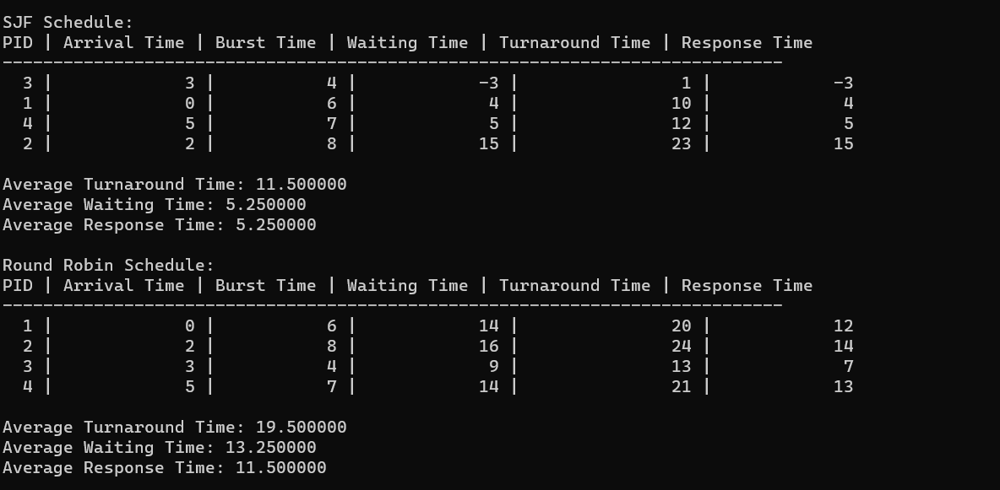 SJF Schedule:
PID | Arrival Time | Burst Time | Waiting Time | Turnaround Time | Response Time
-----------------------------------------------------------------------------
  3 |             3 |           4 |             -3 |                1 |            -3
  1 |             0 |           6 |              4 |               10 |             4
  4 |             5 |           7 |              5 |               12 |             5
  2 |             2 |           8 |             15 |               23 |            15
Average Turnaround Time: 11.500000
Average Waiting Time: 5.250000
Average Response Time: 5.250000
Round Robin Schedule:
PID | Arrival Time | Burst Time | Waiting Time | Turnaround Time | Response Time
-----------------------------------------------------------------------------
  1 |             0 |           6 |            14 |               20 |            12
  2 |             2 |           8 |            16 |               24 |            14
  3 |             3 |           4 |             9 |               13 |             7
  4 |             5 |           7 |            14 |               21 |            13
Average Turnaround Time: 19.500000
Average Waiting Time: 13.250000
Average Response Time: 11.500000